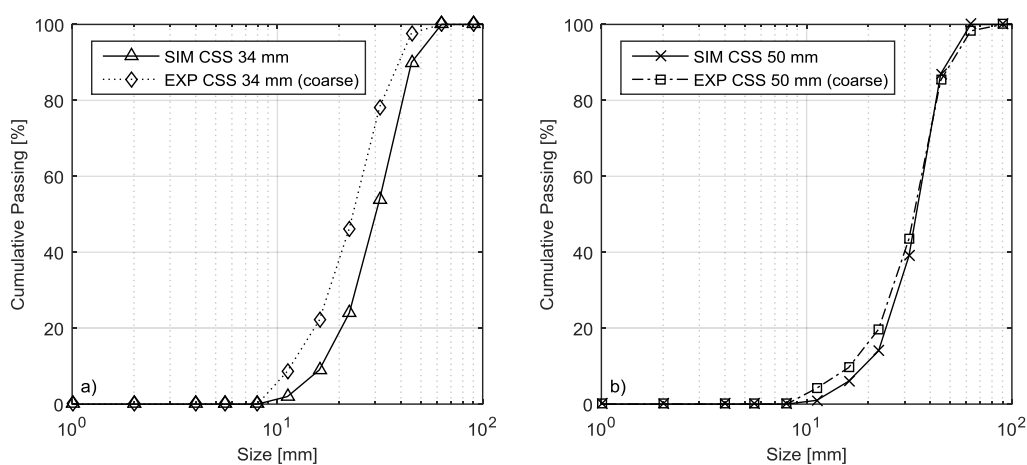 100
80
60
40
20
0
Cumulative Passing [%]
SIM CSS 34 mm
EXP CSS 34 mm (coarse)
a)
10^0
10^1
10^2
Size [mm]
100
80
60
40
20
0
Cumulative Passing [%]
SIM CSS 50 mm
EXP CSS 50 mm (coarse)
b)
10^0
10^1
10^2
Size [mm]